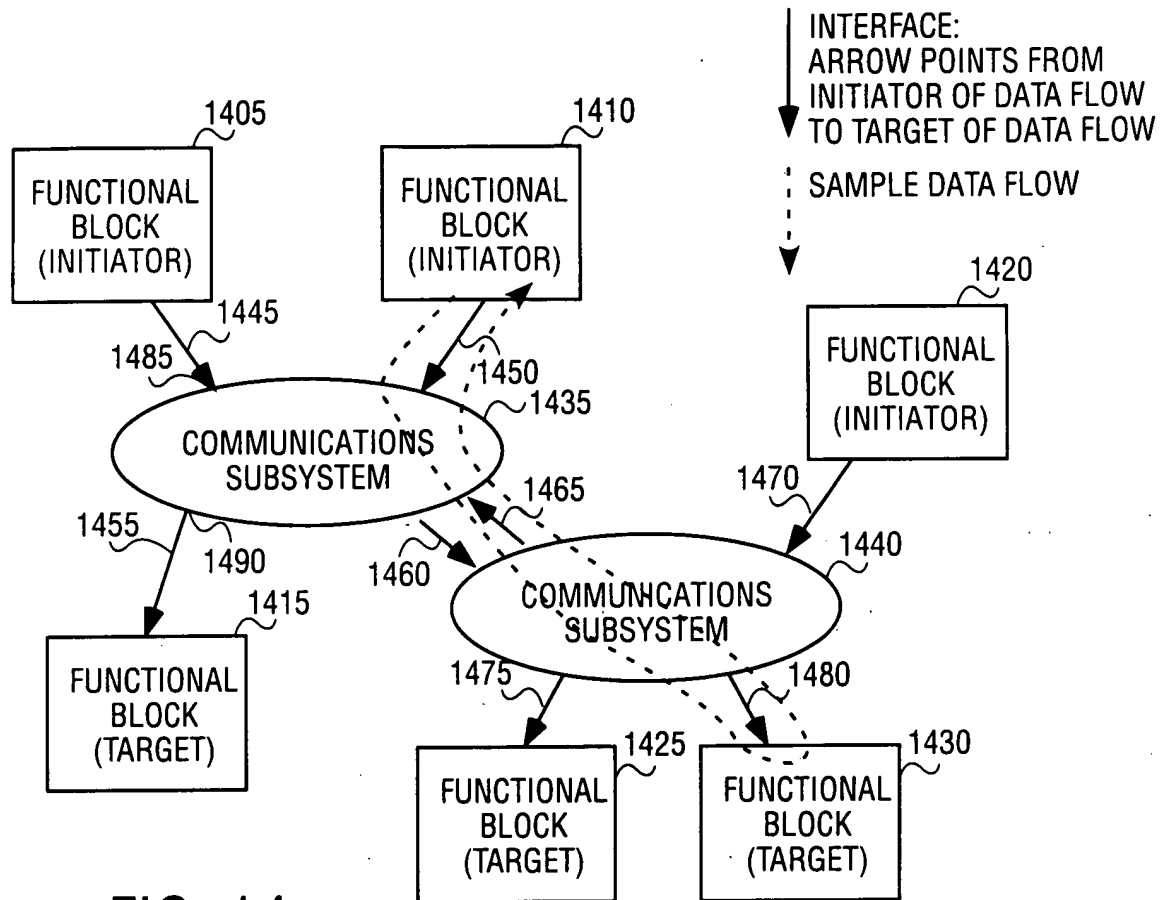 INTERFACE:
ARROW POINTS FROM
INITIATOR OF DATA FLOW
TO TARGET OF DATA FLOW
SAMPLE DATA FLOW
1405
FUNCTIONAL
BLOCK
(INITIATOR)
1410
FUNCTIONAL
BLOCK
(INITIATOR)
1420
FUNCTIONAL
BLOCK
(INITIATOR)
1445
1485
1450
1435
COMMUNICATIONS
SUBSYSTEM
1470
1465
1455
1490
1460
1440
COMMUNICATIONS
SUBSYSTEM
1415
FUNCTIONAL
BLOCK
(TARGET)
1475
1480
1425
FUNCTIONAL
BLOCK
(TARGET)
1430
FUNCTIONAL
BLOCK
(TARGET)